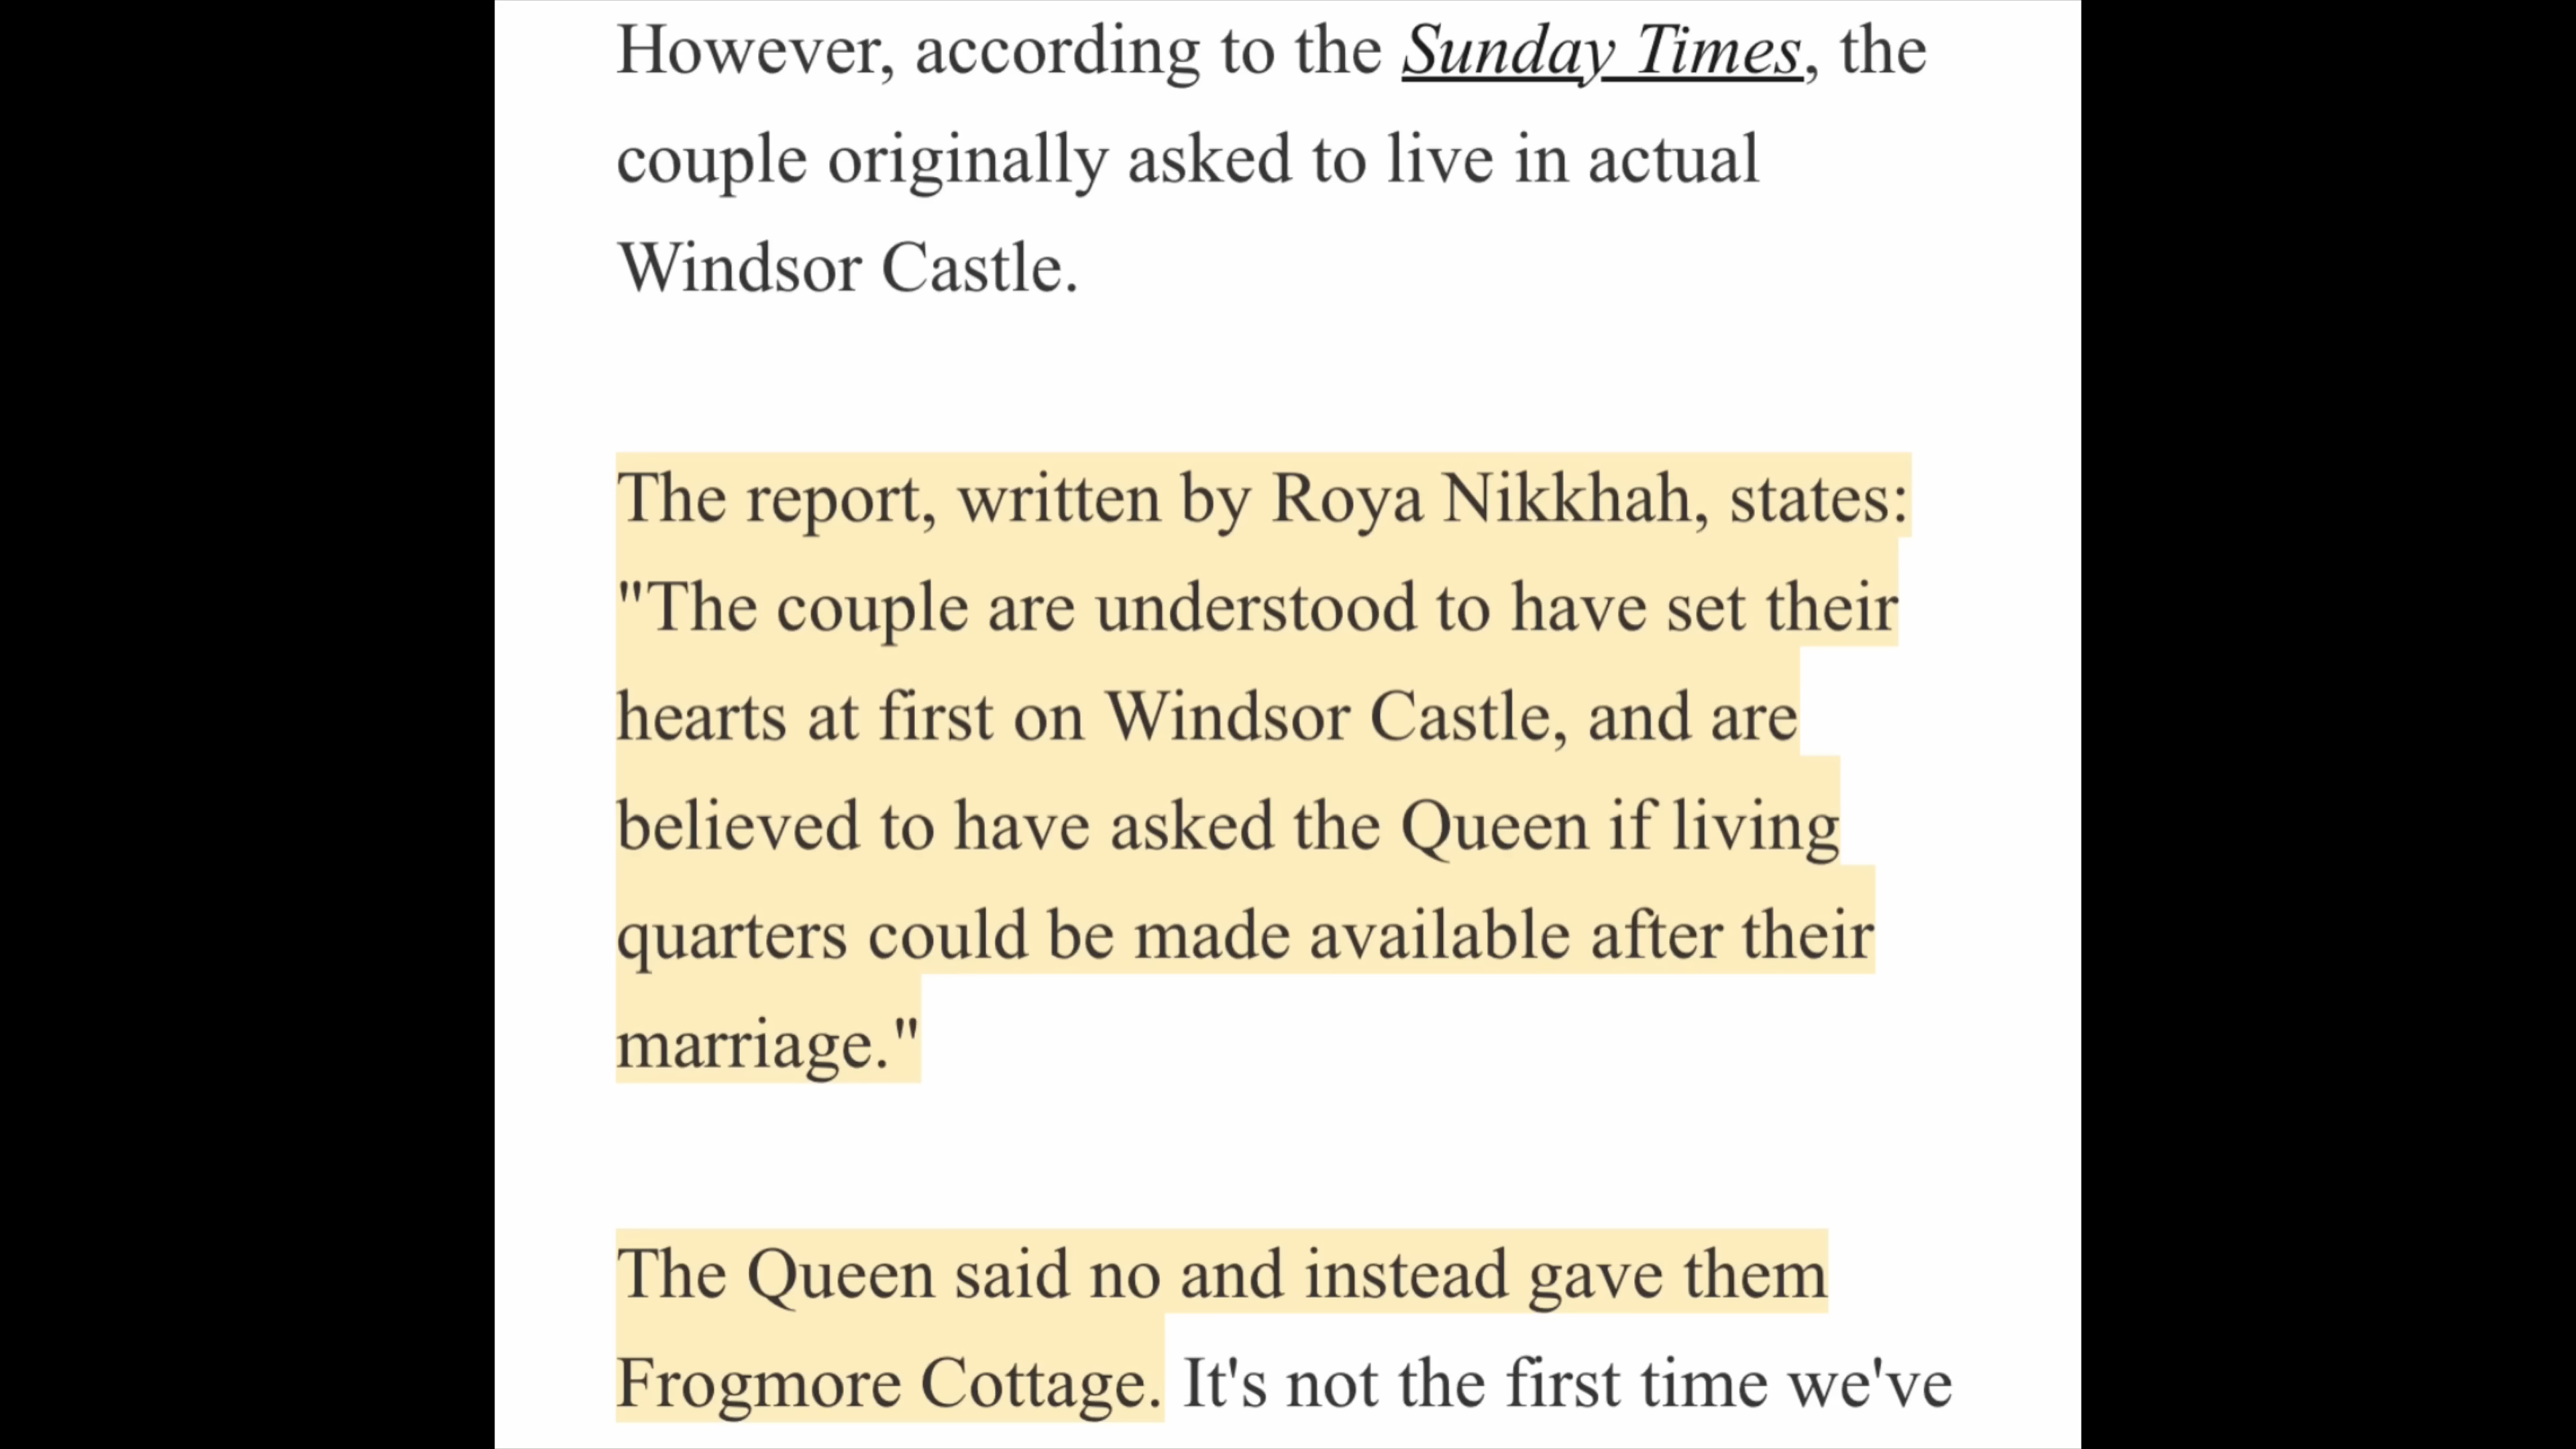 However, according to the Sunday Times, the
couple originally asked to live in actual
Windsor Castle.
The report, written by Roya Nikkhah, states:
"The couple are understood to have set their
hearts at first on Windsor Castle, and are
believed to have asked the Queen if living
quarters could be made available after their
marriage."
The Queen said no and instead gave them
Frogmore Cottage. It's not the first time we've